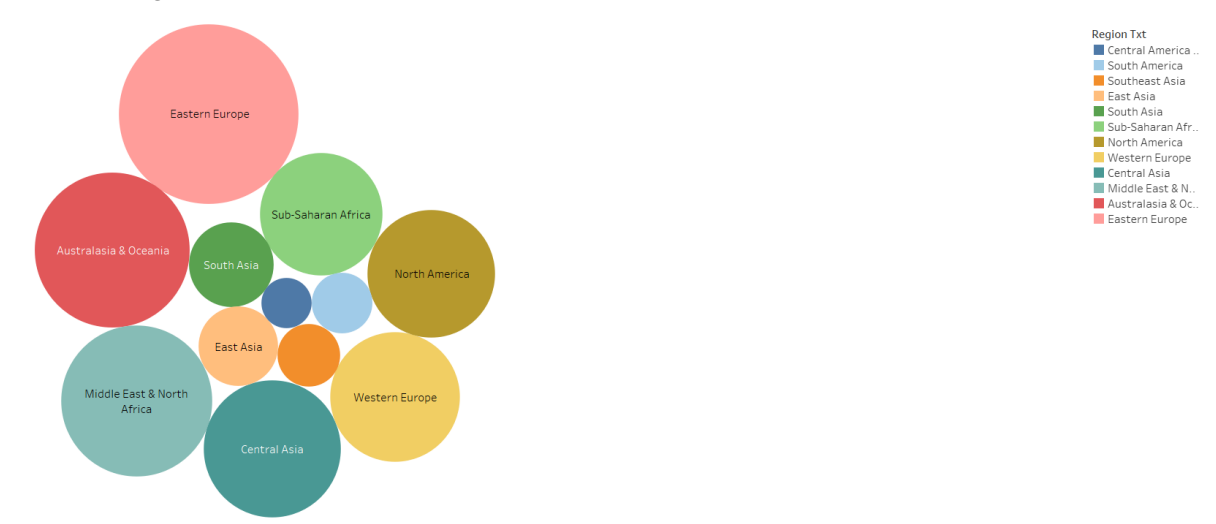 Eastern Europe
Sub-Saharan Africa
Australasia & Oceania
South Asia
North America
East Asia
Middle East & North
Africa
Western Europe
Central Asia
Region Txt
Central America ..
South America
Southeast Asia
East Asia
South Asia
Sub-Saharan Afr..
North America
Western Europe
Central Asia
Middle East & N..
Australasia & Oc..
Eastern Europe